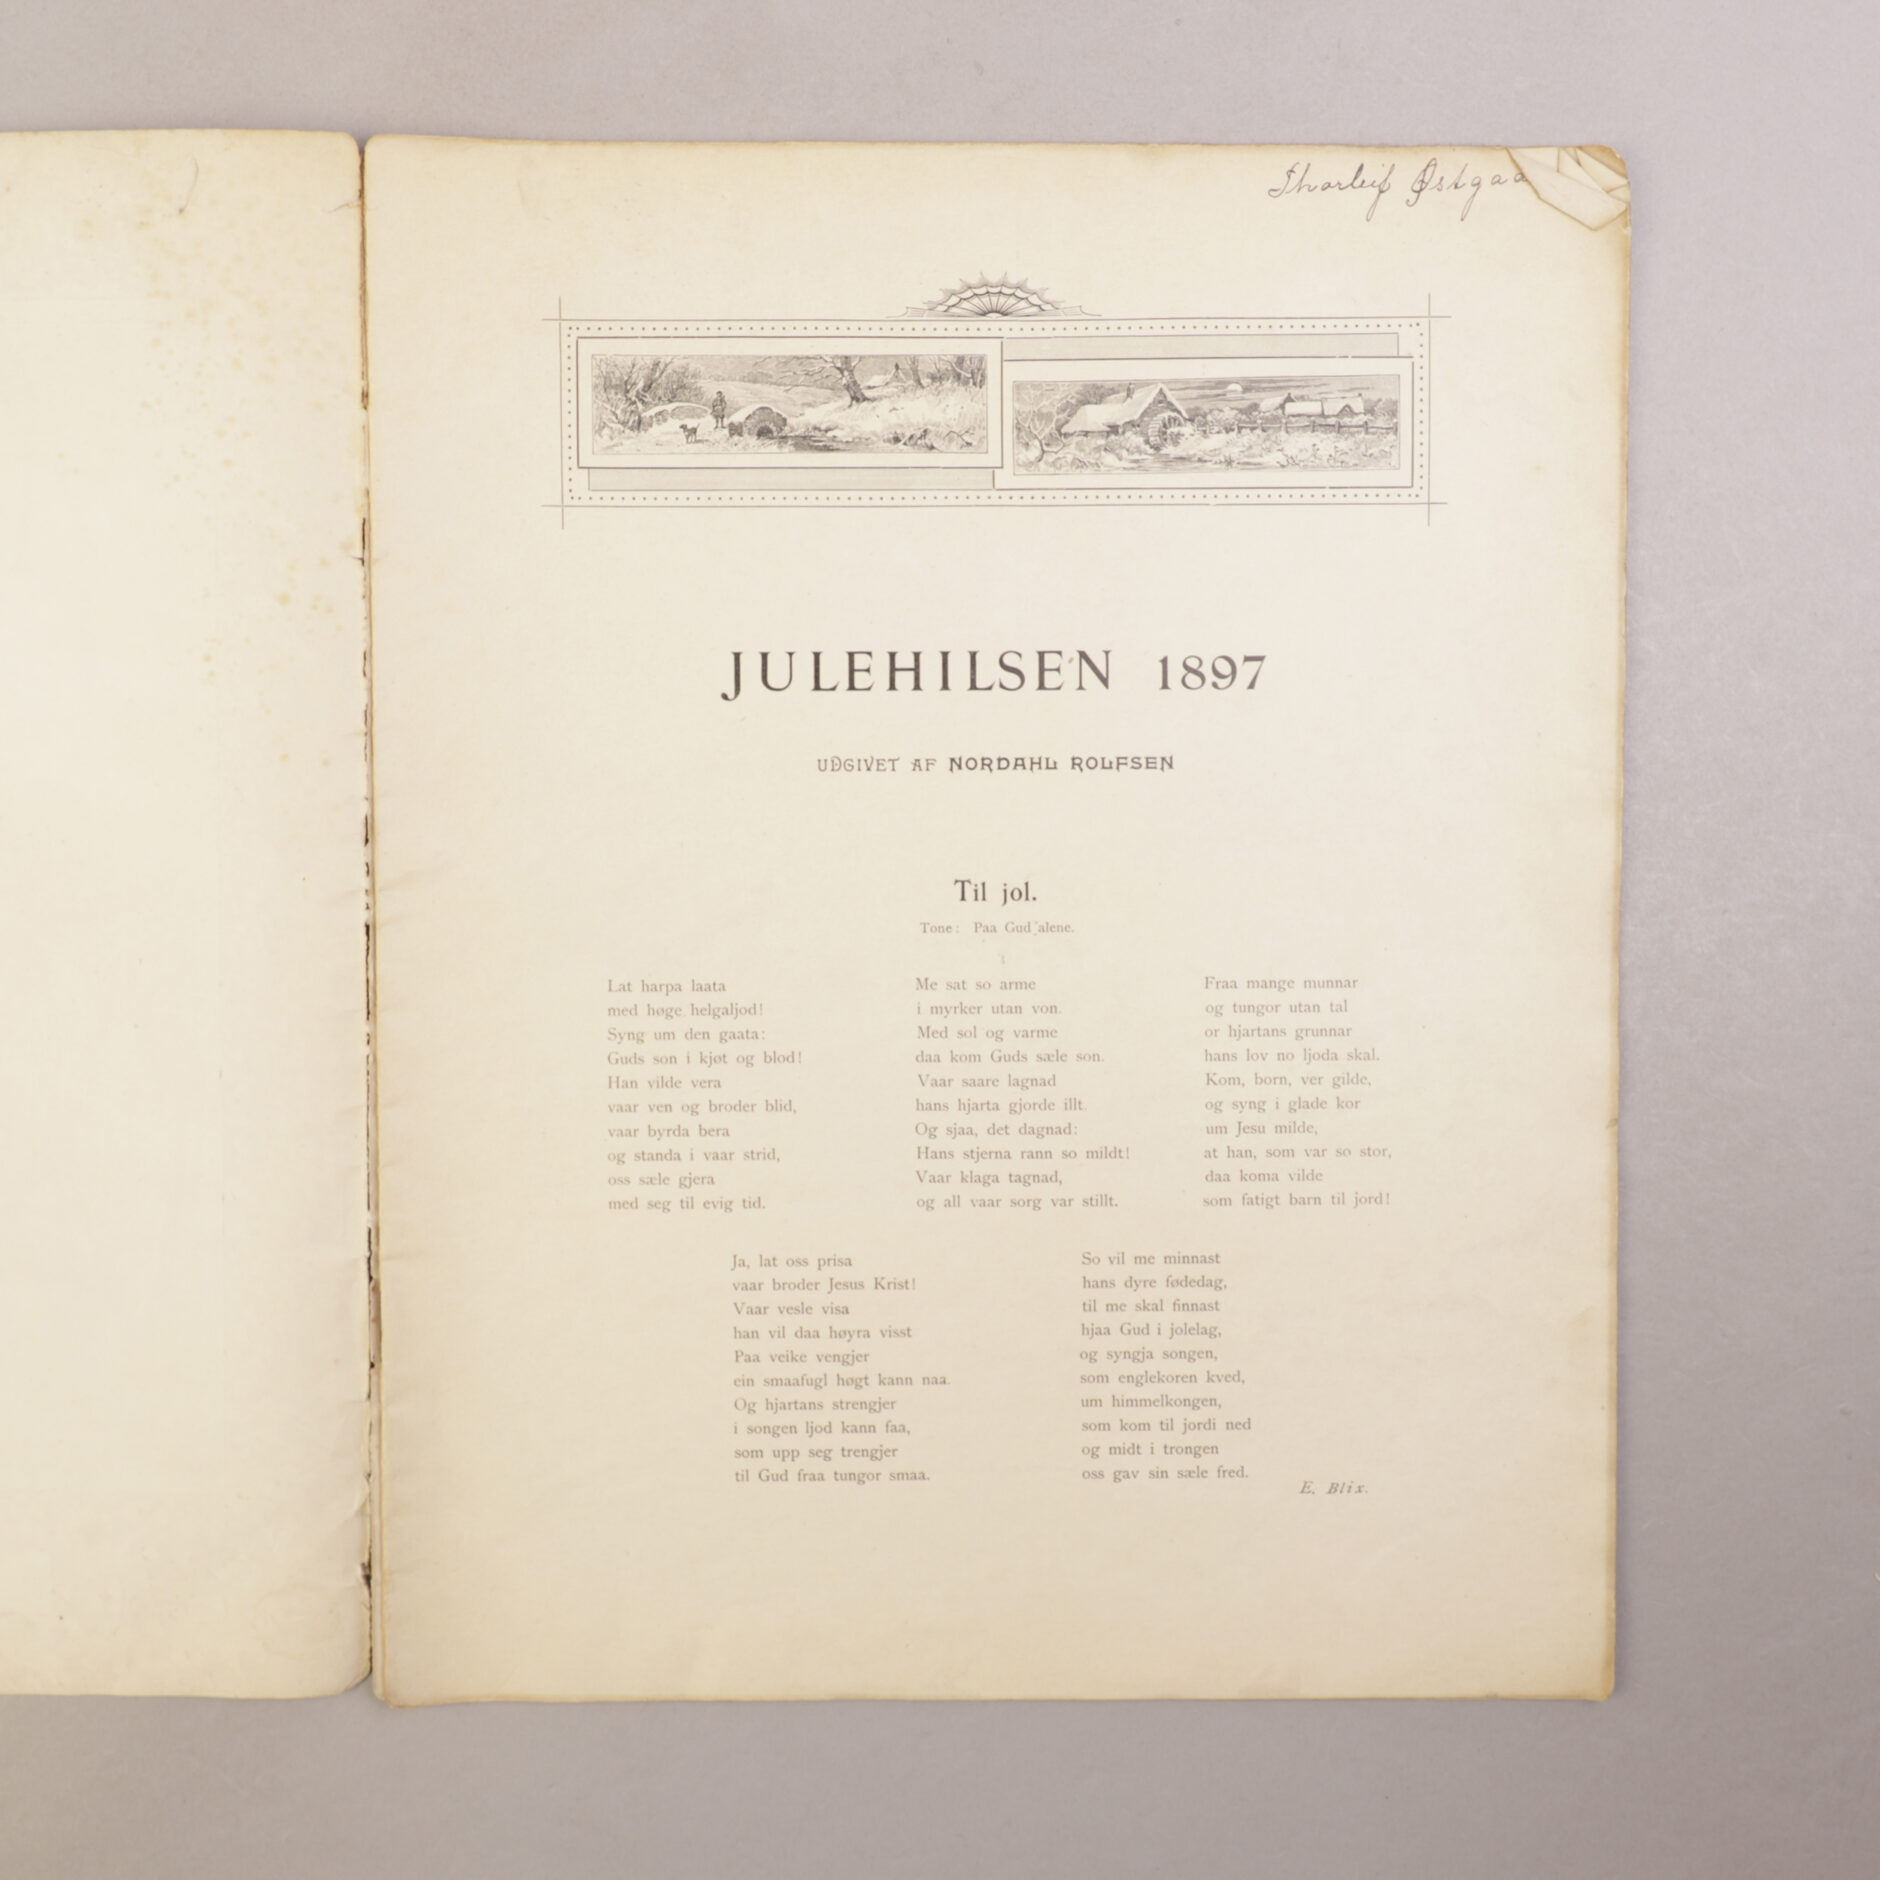 Thorleif Østgaa
JULEHILSEN 1897
UDGIVET AF NORDAHL ROLFSEN
Til jol.
Tone: Paa Gud alene.
Lat harpa laata
med høge helgaljod!
Syng um den gaata:
Guds son i kjøt og blod!
Han vilde vera
vaar ven og broder blid,
vaar byrda bera
og standa i vaar strid,
oss sæle gjera
med seg til evig tid.
Me sat so arme
i myrker utan von.
Med sol og varme
daa kom Guds sæle son.
Vaar saare lagnad
hans hjarta gjorde illt.
Og sjaa, det dagnad:
Hans stjerna rann so mildt!
Vaar klaga tagnad,
og all vaar sorg var stillt.
Fraa mange munnar
og tungor utan tal
or hjartans grunnar
hans lov no ljoda skal.
Kom, born, ver gilde,
og syng i glade kor
um Jesu milde,
at han, som var so stor,
daa koma vilde
som fatigt barn til jord!
Ja, lat oss prisa
vaar broder Jesus Krist!
Vaar vesle visa
han vil daa høyra visst
Paa veike vengjer
ein smaafugl høgt kann naa.
Og hjartans strengjer
i songen ljod kann faa,
som upp seg trengjer
til Gud fraa tungor smaa.
So vil me minnast
hans dyre fødedag,
til me skal finnast
hjaa Gud i jolelag,
og syngja songen,
som englekoren kved,
um himmelkongen,
som kom til jordi ned
og midt i trongen
oss gav sin sæle fred.
E. Blix.